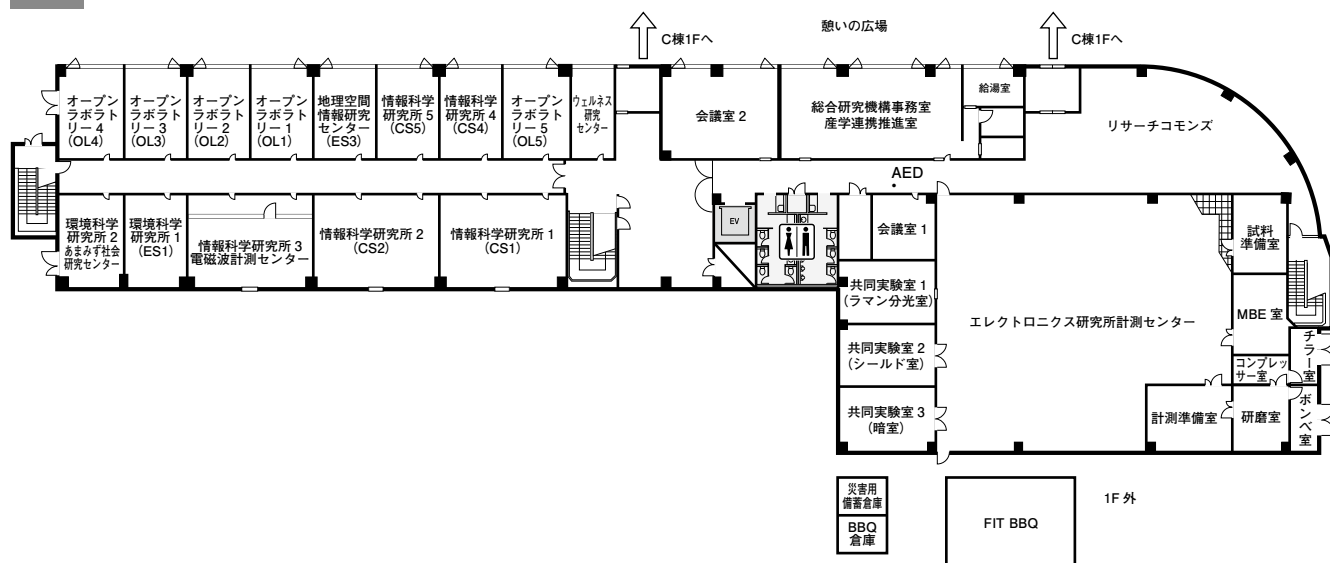 憩いの広場
C棟1Fへ
C棟1Fへ
オープン
ラボラ
トリー 4
(OL4)
オープン
ラボラ
トリー 3
(OL3)
オープン
ラボラ
トリー 2
(OL2)
オープン
ラボラ
トリー 1
(OL1)
地理空間
情報研究
センター
(ES3)
情報科学
研究所 5
(CS5)
情報科学
研究所 4
(CS4)
オープン
ラボラ
トリー 5
(OL5)
ウェルネス
研究
センター
会議室 2
総合研究機構事務室
産学連携推進室
給湯室
リサーチコモンズ
AED
環境科学
研究所 2
あまみず社会
研究センター
環境科学
研究所 1
(ES1)
情報科学研究所 3
電磁波計測センター
情報科学研究所 2
(CS2)
情報科学研究所 1
(CS1)
EV
会議室 1
試料
準備室
共同実験室 1
(ラマン分光室)
エレクトロニクス研究所計測センター
MBE 室
共同実験室 2
(シールド室)
チラー室
コンプレッ
サー室
共同実験室 3
(暗室)
計測準備室
研磨室
ボンベ室
災害用
備蓄倉庫
BBQ
倉庫
FIT BBQ
1F 外